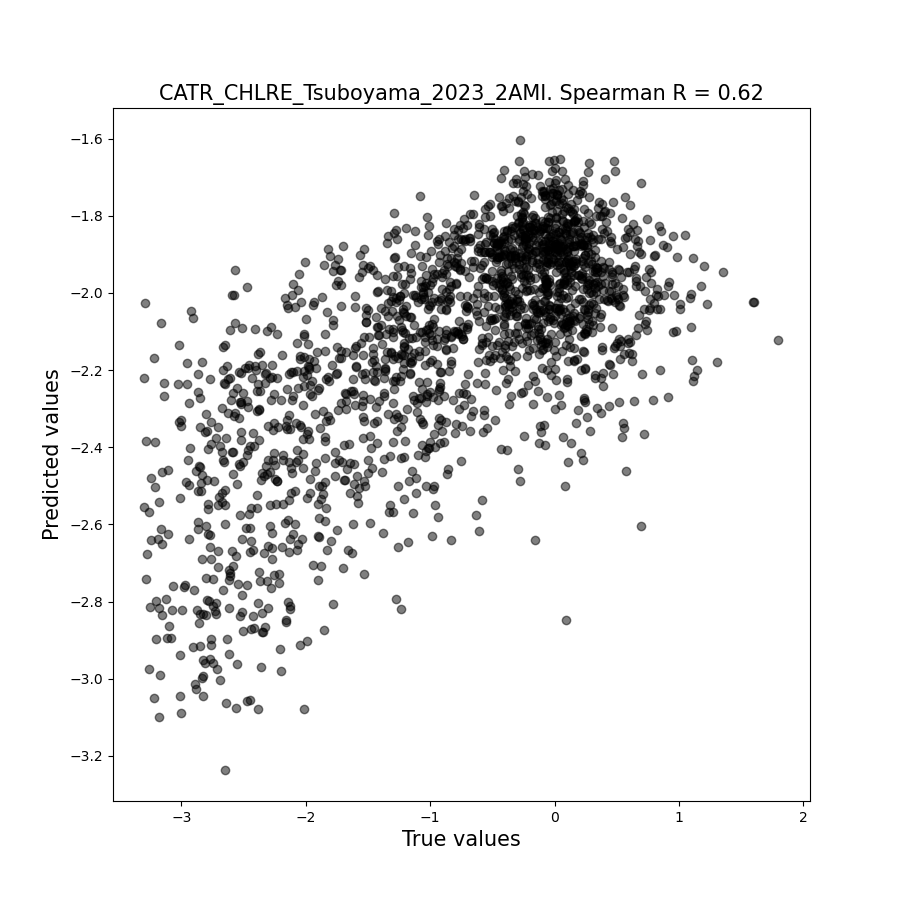 CATR_CHLRE_Tsuboyama_2023_2AMI. Spearman R = 0.62
Predicted values
−1.6
−1.8
−2.0
−2.2
−2.4
−2.6
−2.8
−3.0
−3.2
−3 −2 −1 0 1 2
True values